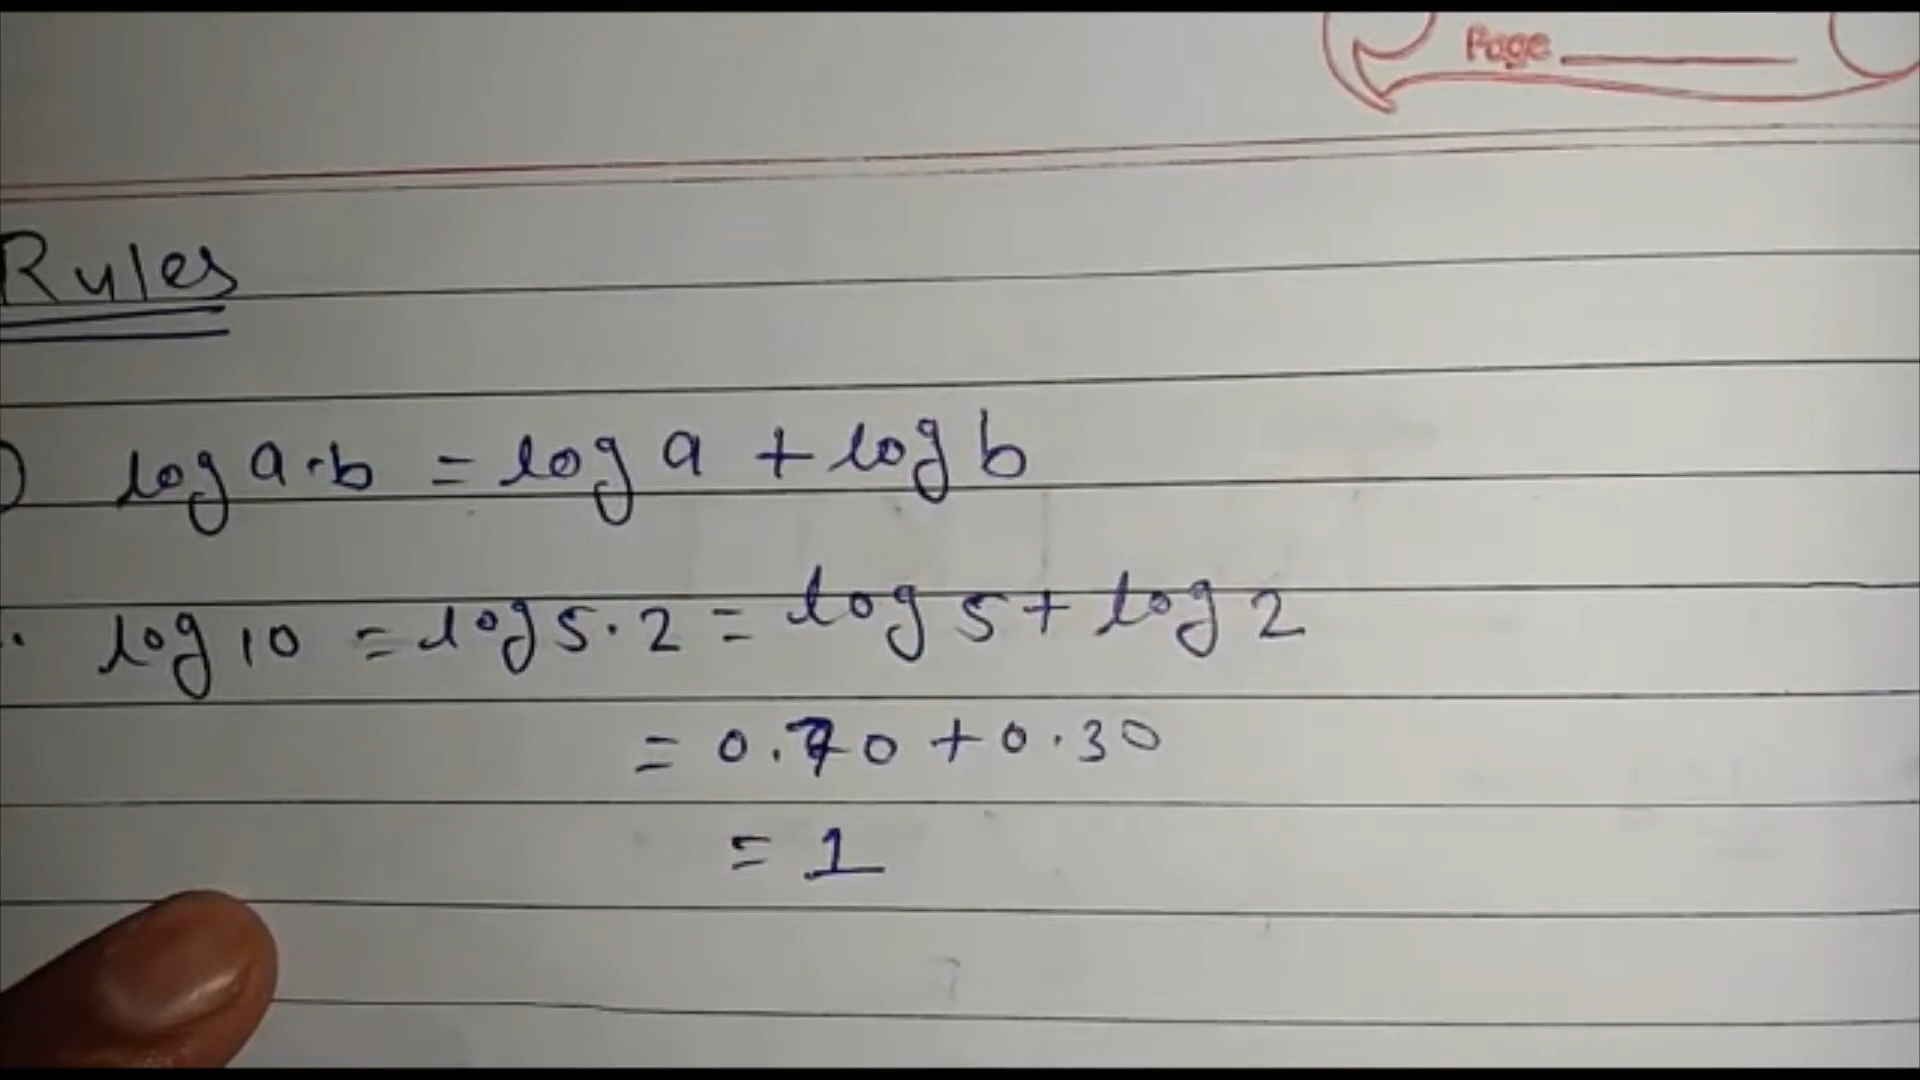 Page
Rules
) log a·b = log a + log b
· log 10 = log 5·2 = log 5 + log 2
= 0.70 + 0.30
= 1